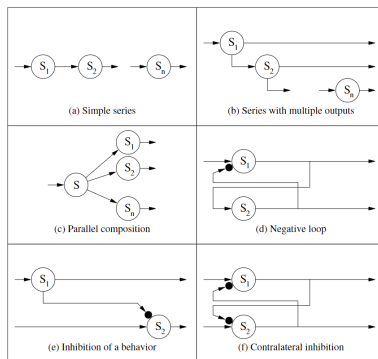 S1 S2 Sn
(a) Simple series
S1
S2
Sn
(b) Series with multiple outputs
S1
S S2
Sn
(c) Parallel composition
S1
S2
(d) Negative loop
S1
S2
(e) Inhibition of a behavior
S1
S2
(f) Contralateral inhibition